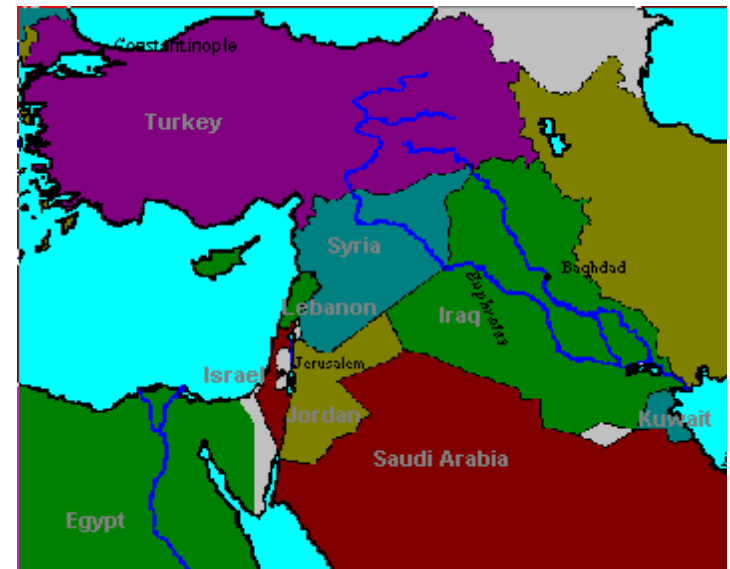 Constantinople
Turkey
Syria
Baghdad
Euphrates
Lebanon
Iraq
Jerusalem
Israel
Jordan
Kuwait
Saudi Arabia
Egypt